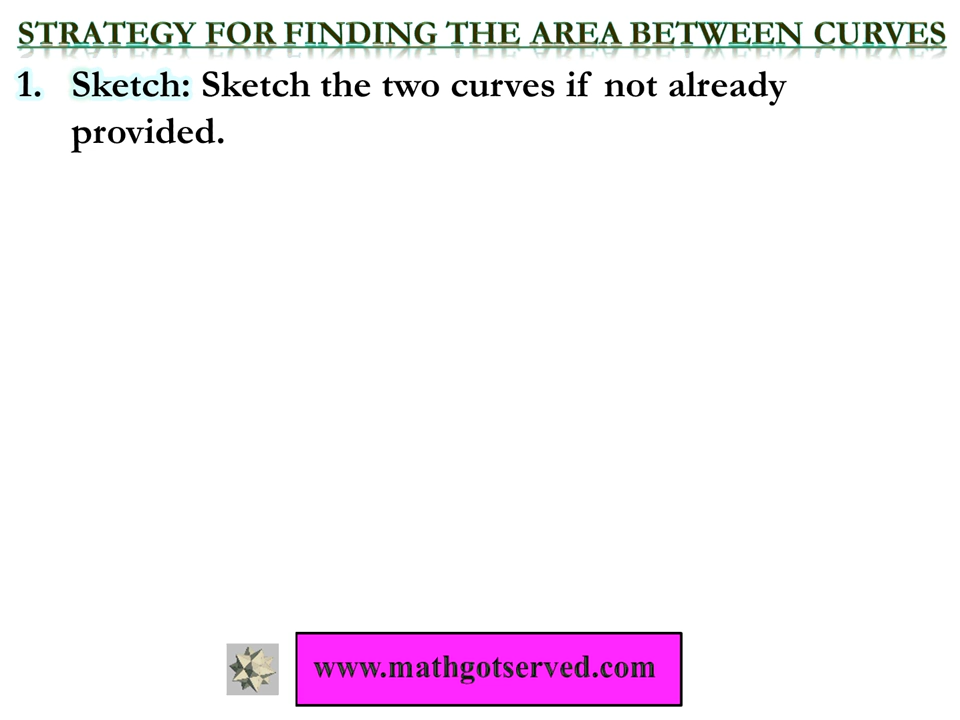 STRATEGY FOR FINDING THE AREA BETWEEN CURVES
1. Sketch: Sketch the two curves if not already
provided.
www.mathgotserved.com